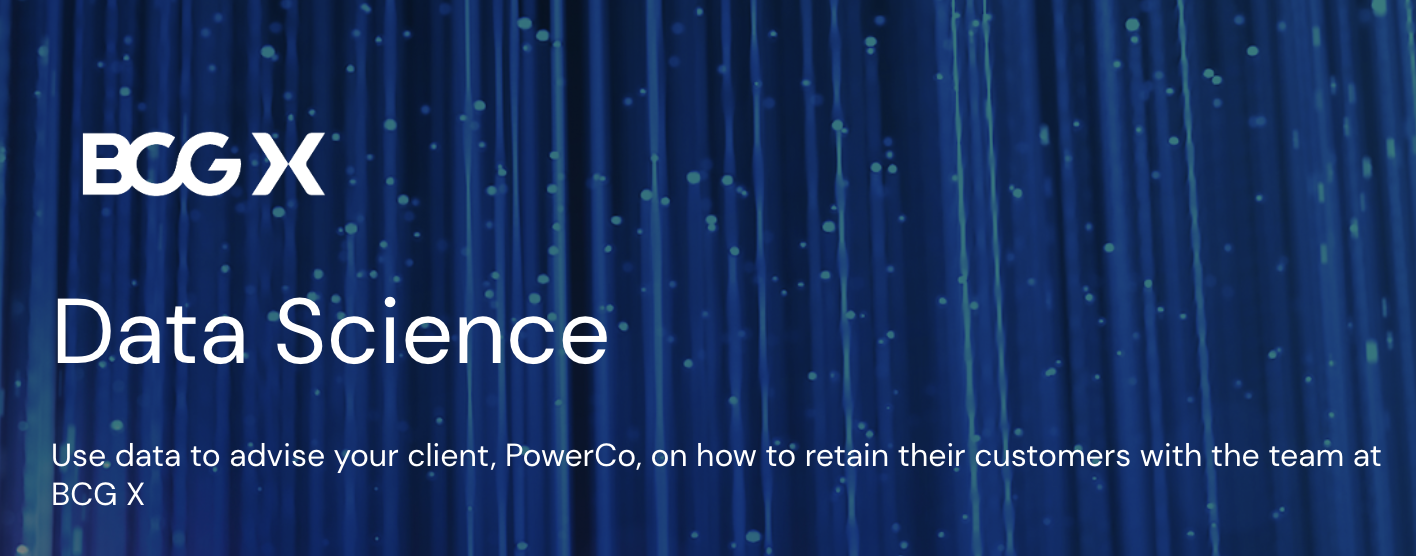 BCG X
Data Science
Use data to advise your client, PowerCo, on how to retain their customers with the team at
BCG X